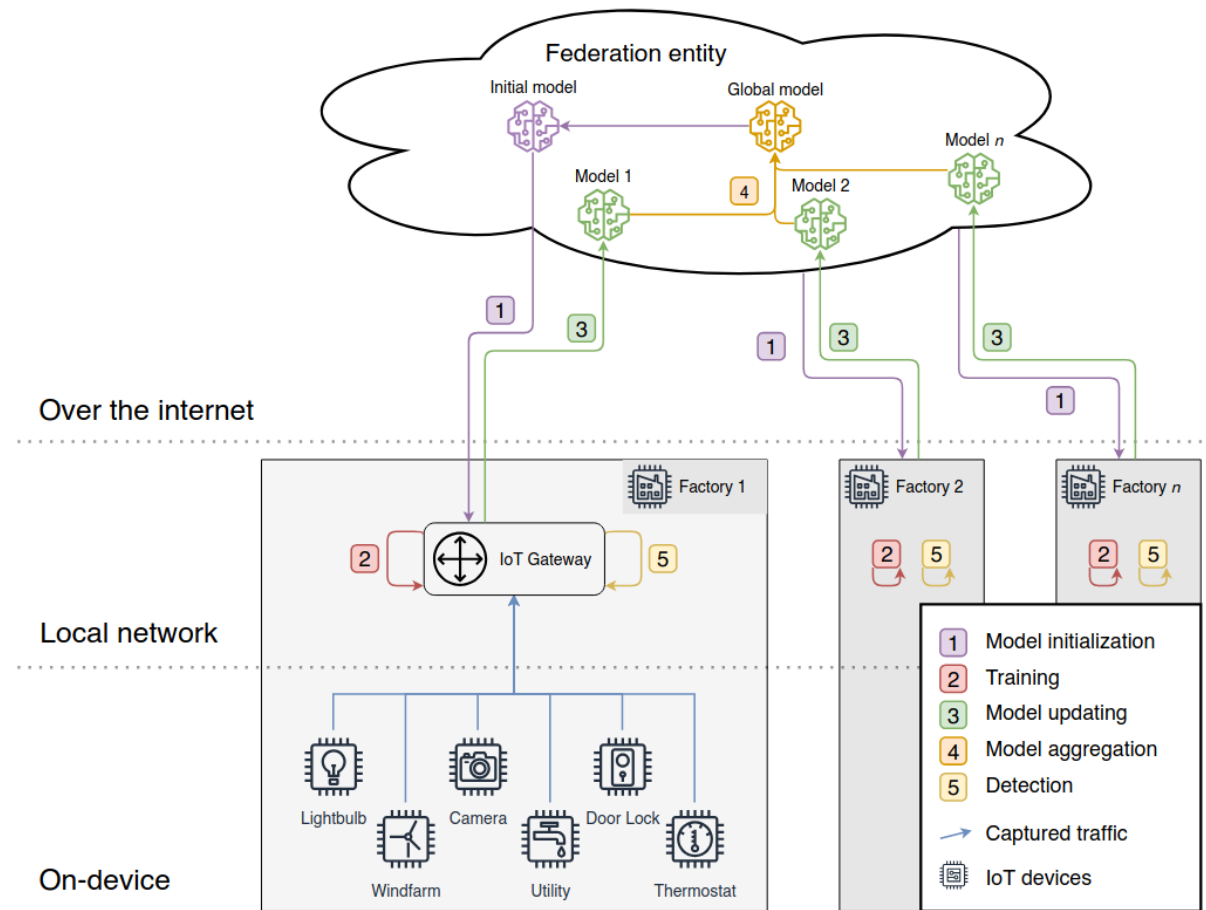 Federation entity
Initial model
Global model
Model n
Model 1
Model 2
4
1
3
1
3
1
3
Over the internet
Factory 1
Factory 2
Factory n
2
IoT Gateway
5
2
5
2
5
Local network
1 Model initialization
2 Training
3 Model updating
4 Model aggregation
5 Detection
Captured traffic
IoT devices
Lightbulb
Camera
Door Lock
Windfarm
Utility
Thermostat
On-device